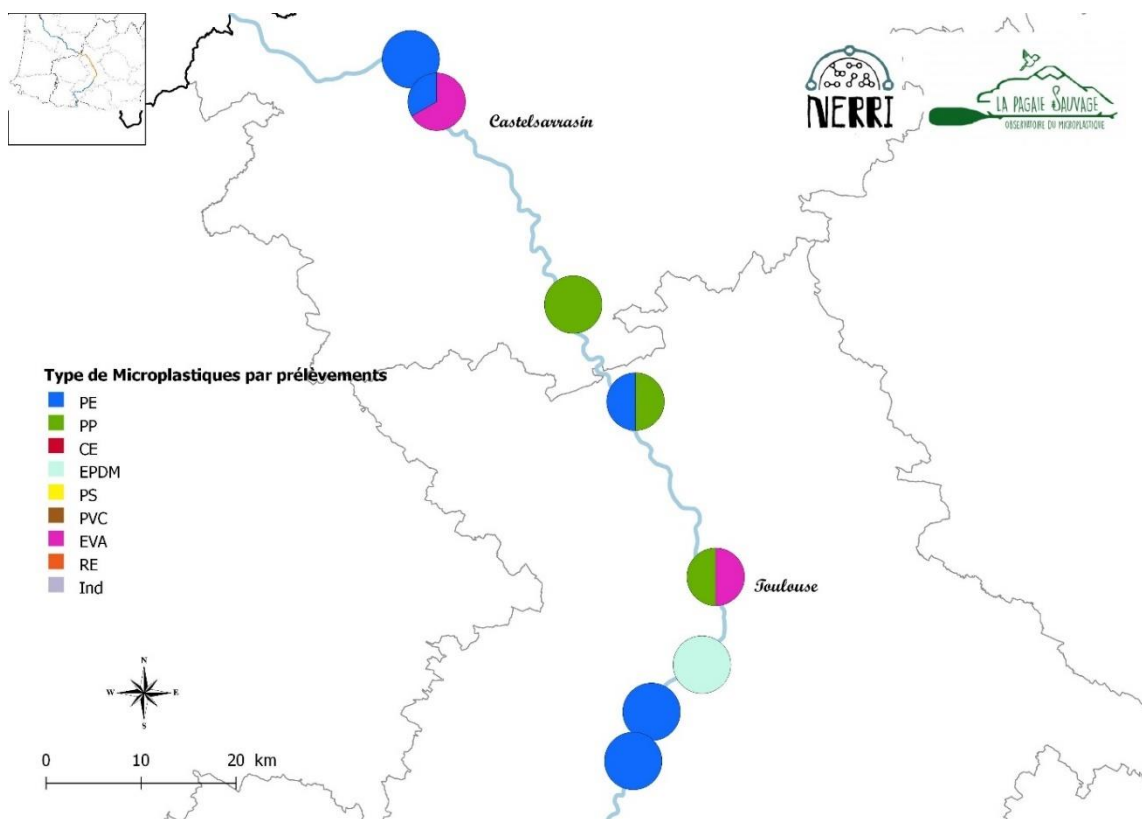 Castelsarrasin
NERRI
LA PAGAIE SAUVAGE
OBSERVATOIRE DU MICROPLASTIQUE
Type de Microplastiques par prélèvements
PE
PP
CE
EPDM
PS
PVC
EVA
RE
Ind
Toulouse
N
W E
S
0 10 20 km